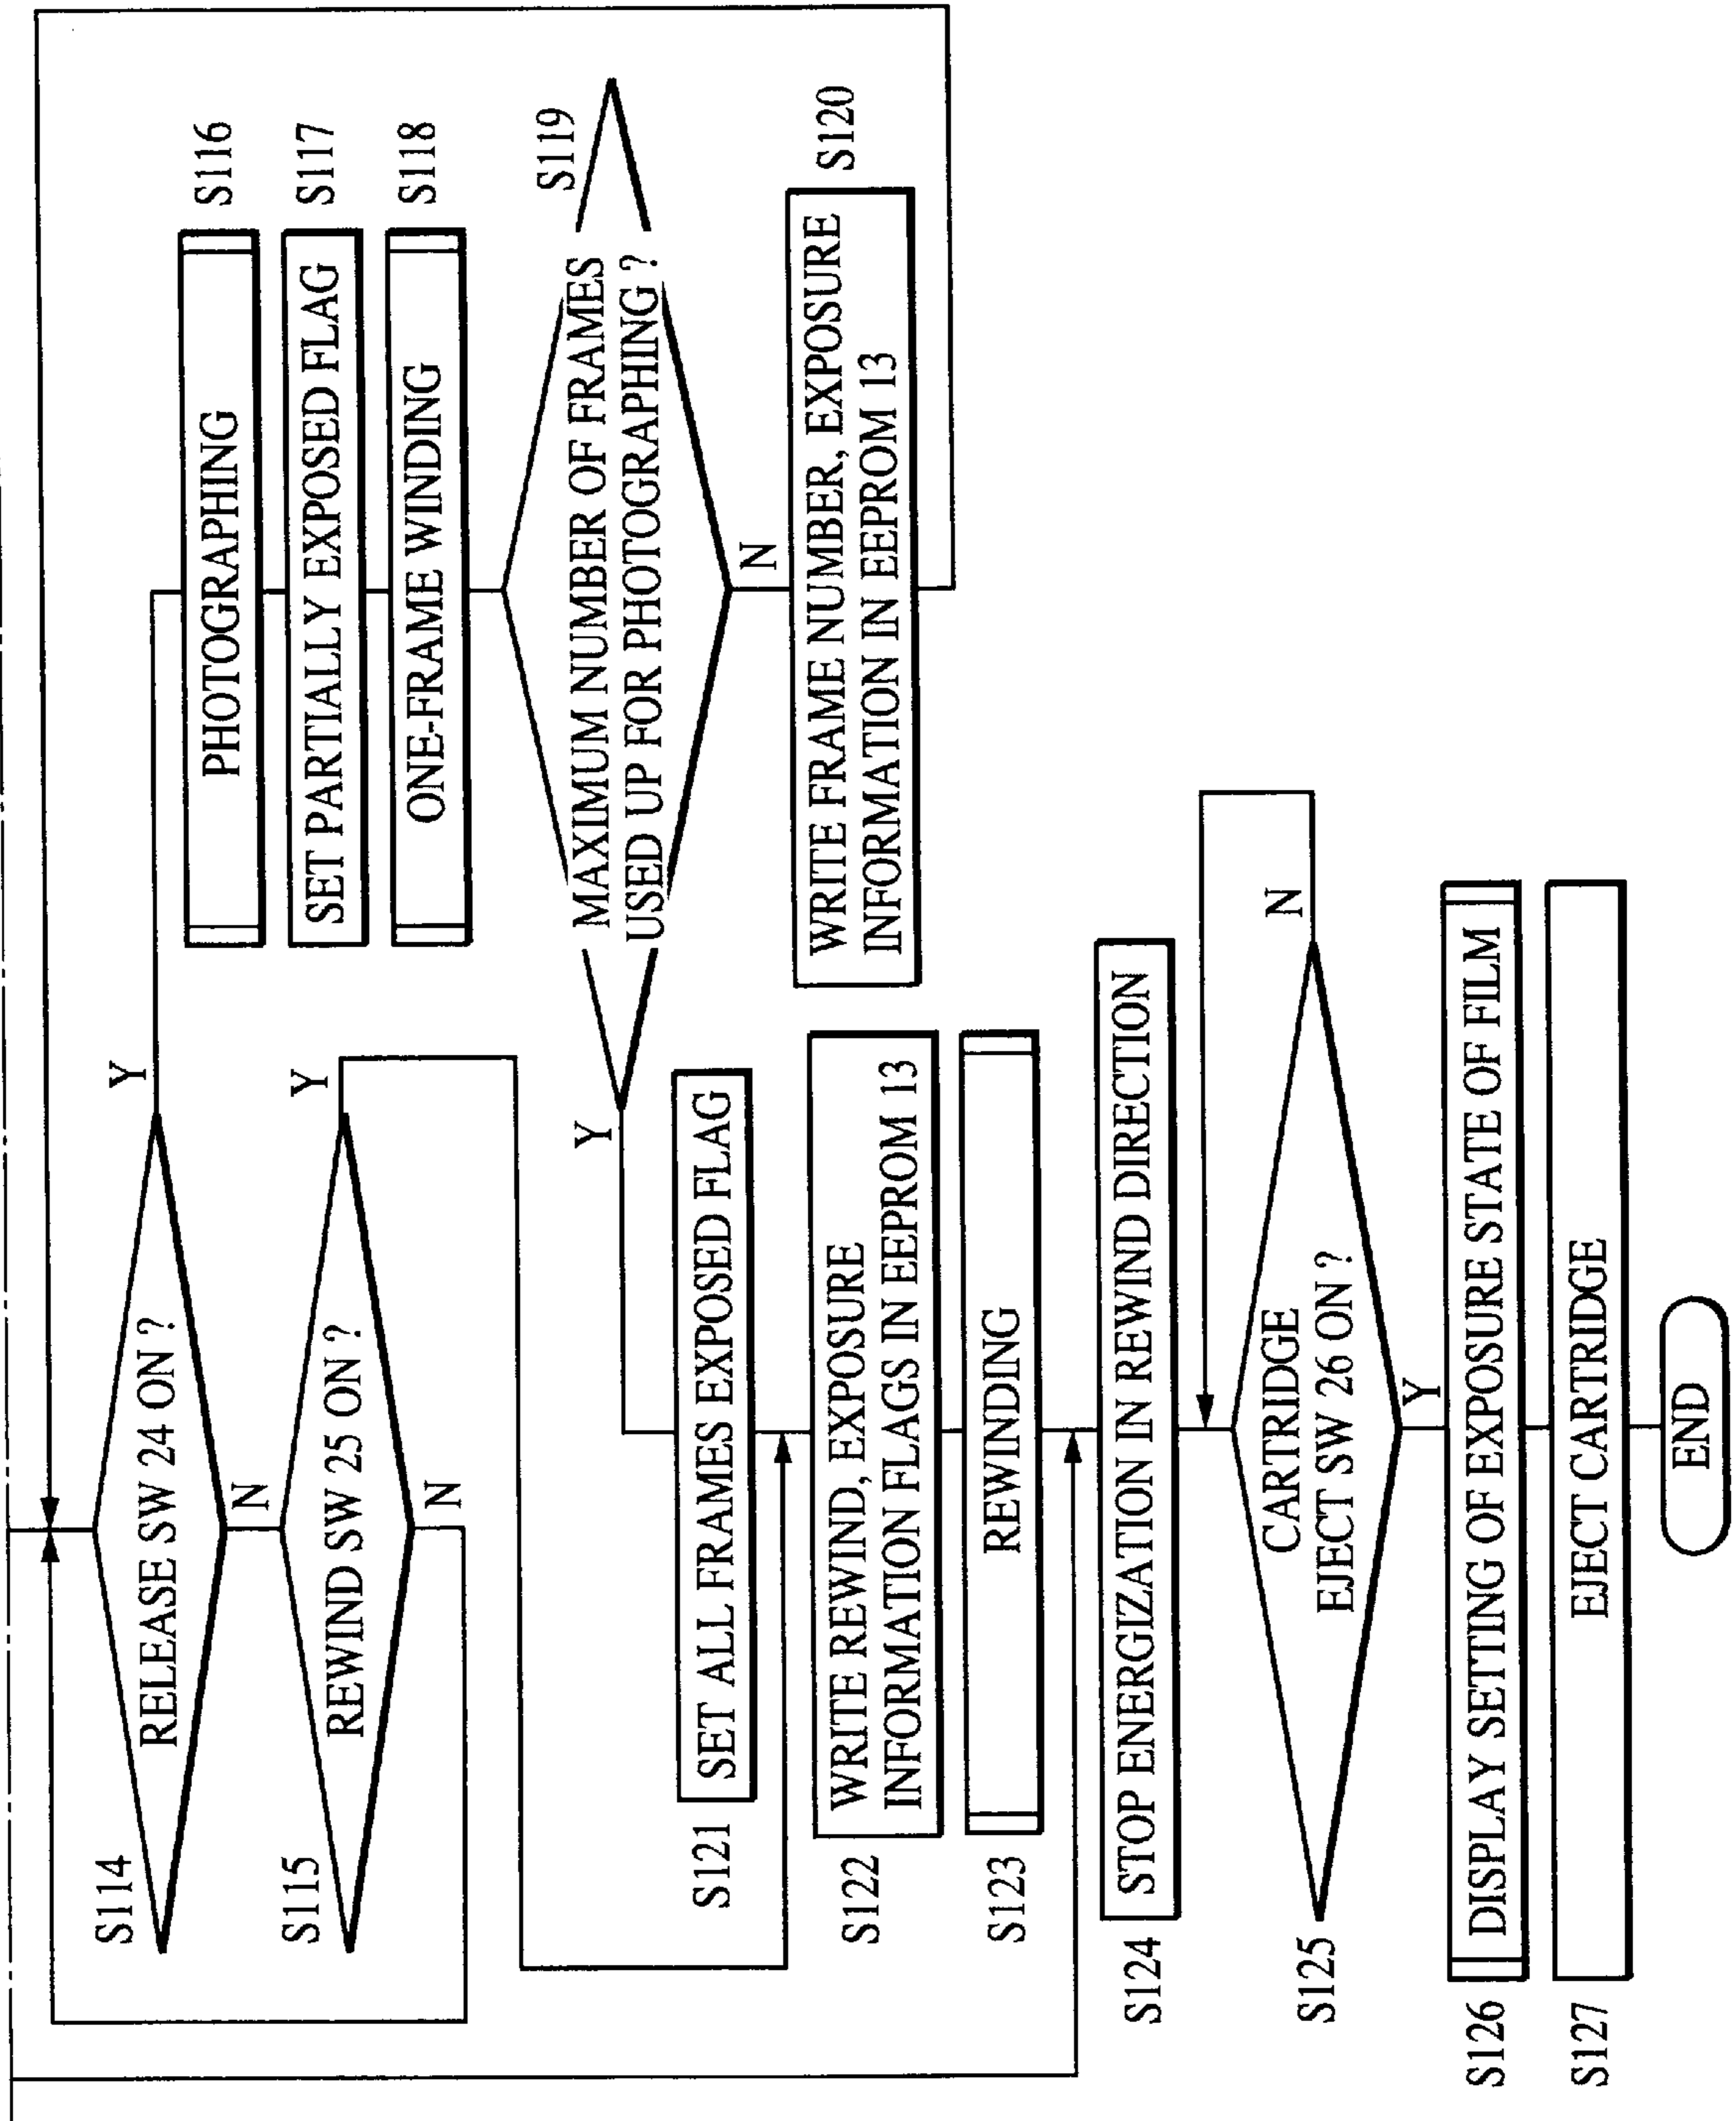 S114
RELEASE SW 24 ON ?
Y
N
S115
REWIND SW 25 ON ?
Y
N
PHOTOGRAPHING
S116
SET PARTIALLY EXPOSED FLAG
S117
ONE-FRAME WINDING
S118
S119
MAXIMUM NUMBER OF FRAMES
USED UP FOR PHOTOGRAPHING ?
Y
N
WRITE FRAME NUMBER, EXPOSURE
INFORMATION IN EEPROM 13
S120
S121
SET ALL FRAMES EXPOSED FLAG
S122
WRITE REWIND, EXPOSURE
INFORMATION FLAGS IN EEPROM 13
S123
REWINDING
S124
STOP ENERGIZATION IN REWIND DIRECTION
S125
CARTRIDGE
EJECT SW 26 ON ?
N
Y
S126
DISPLAY SETTING OF EXPOSURE STATE OF FILM
S127
EJECT CARTRIDGE
END